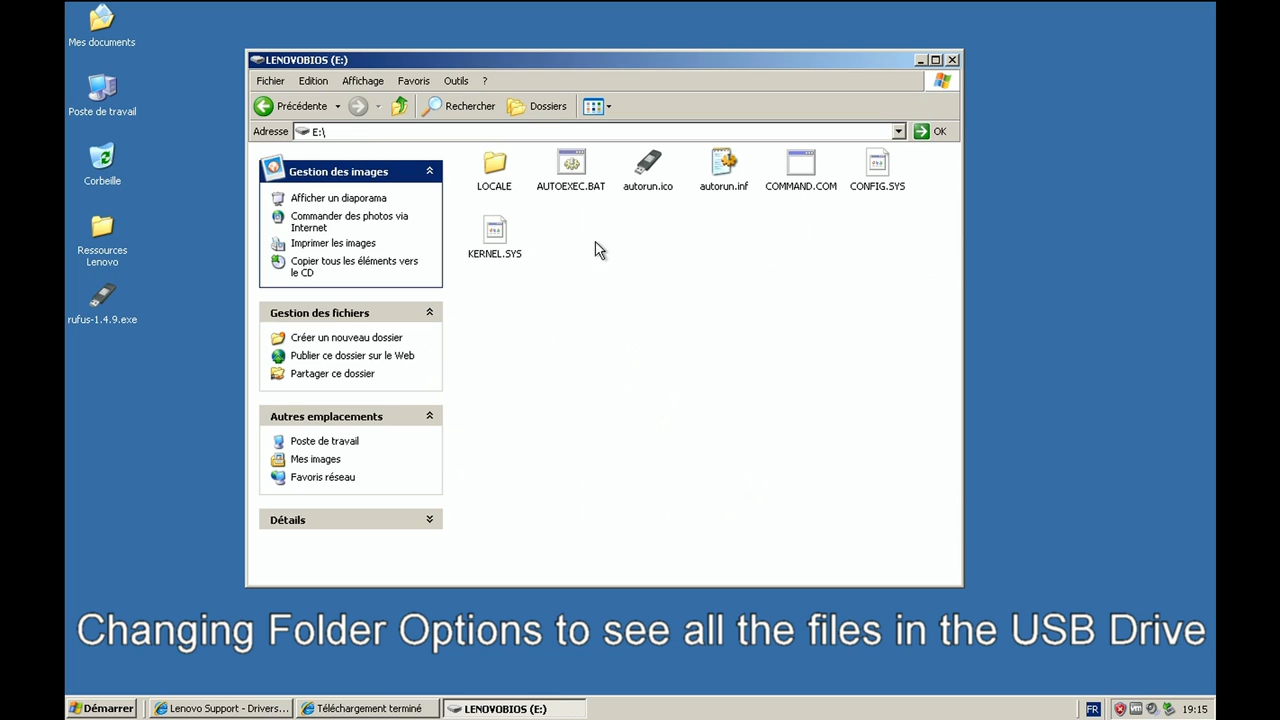 Mes documents
Poste de travail
Corbeille
Ressources
Lenovo
rufus-1.4.9.exe
LENOVOBIOS (E:)
Fichier Edition Affichage Favoris Outils ?
Précédente Rechercher Dossiers
Adresse E:\ OK
Gestion des images
Afficher un diaporama
Commander des photos via
Internet
Imprimer les images
Copier tous les éléments vers
le CD
Gestion des fichiers
Créer un nouveau dossier
Publier ce dossier sur le Web
Partager ce dossier
Autres emplacements
Poste de travail
Mes images
Favoris réseau
Détails
LOCALE AUTOEXEC.BAT autorun.ico autorun.inf COMMAND.COM CONFIG.SYS
KERNEL.SYS
Changing Folder Options to see all the files in the USB Drive
Démarrer Lenovo Support - Drivers... Téléchargement terminé LENOVOBIOS (E:) FR 19:15